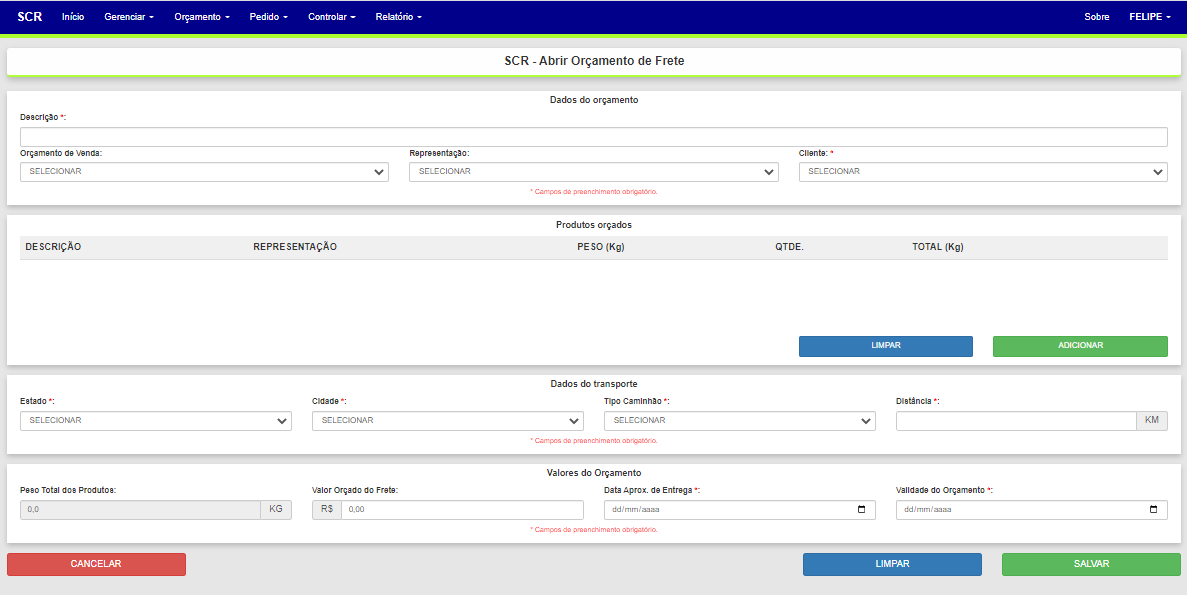 SCR Início Gerenciar Orçamento Pedido Controlar Relatório Sobre FELIPE
SCR - Abrir Orçamento de Frete
Dados do orçamento
Descrição *:
Orçamento de Venda: Representação: Cliente: *
SELECIONAR SELECIONAR SELECIONAR
* Campos de preenchimento obrigatório.
Produtos orçados
DESCRIÇÃO REPRESENTAÇÃO PESO (Kg) QTDE. TOTAL (Kg)
LIMPAR ADICIONAR
Dados do transporte
Estado *: Cidade *: Tipo Caminhão *: Distância *:
SELECIONAR SELECIONAR SELECIONAR KM
* Campos de preenchimento obrigatório.
Valores do Orçamento
Peso Total dos Produtos: Valor Orçado do Frete: Data Aprox. de Entrega *: Validade do Orçamento *:
0,0 KG R$ 0,00 dd/mm/aaaa dd/mm/aaaa
* Campos de preenchimento obrigatório.
CANCELAR LIMPAR SALVAR